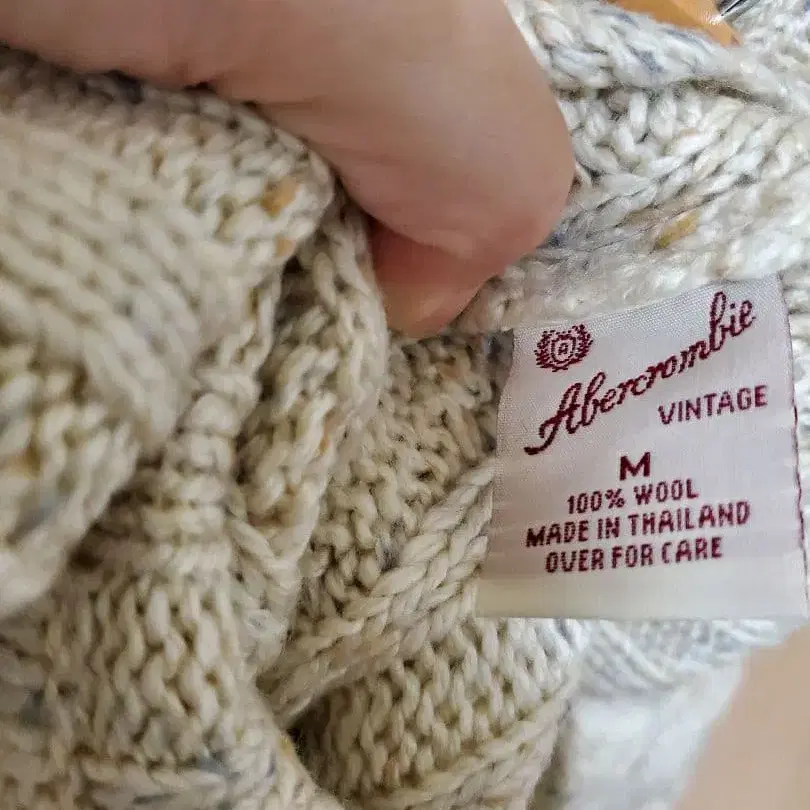 Abercrombie
VINTAGE
M
100% WOOL
MADE IN THAILAND
OVER FOR CARE